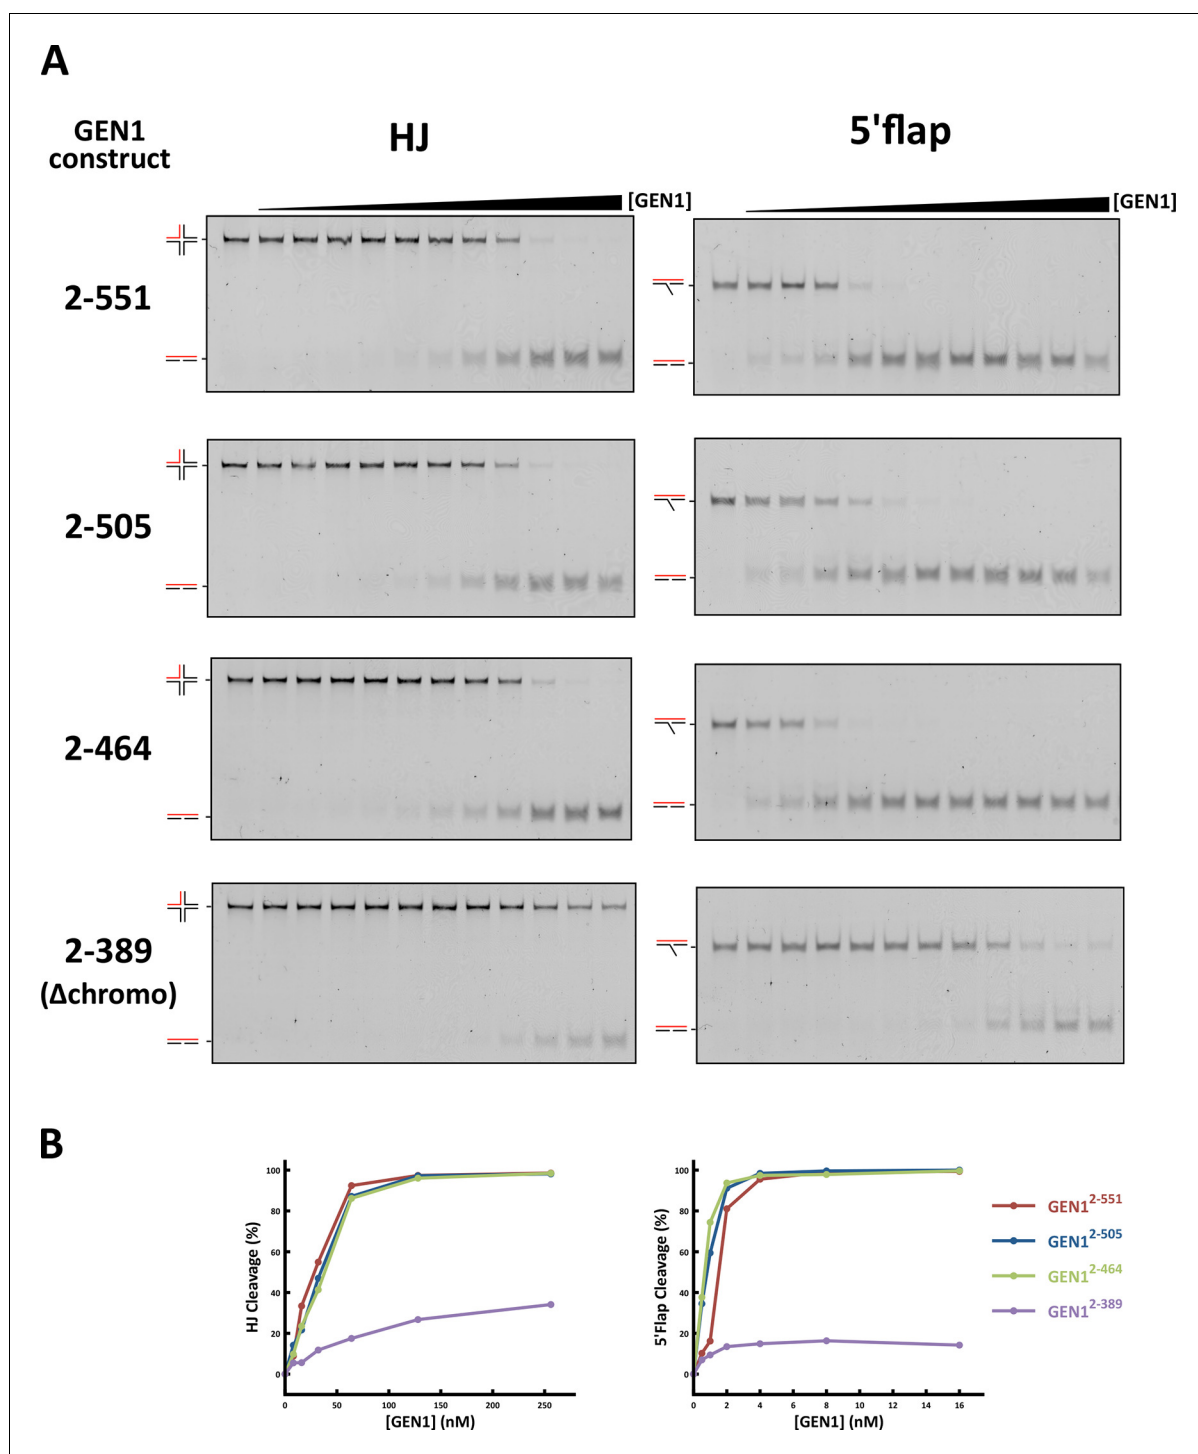 A
GEN1
construct
HJ
5'flap
[GEN1]
[GEN1]
2-551
2-505
2-464
2-389
(Δchromo)
B
HJ Cleavage (%)
100
80
60
40
20
0
0 50 100 150 200 250
[GEN1] (nM)
5'Flap Cleavage (%)
100
80
60
40
20
0
0 2 4 6 8 10 12 14 16
[GEN1] (nM)
GEN1 2-551
GEN1 2-505
GEN1 2-464
GEN1 2-389